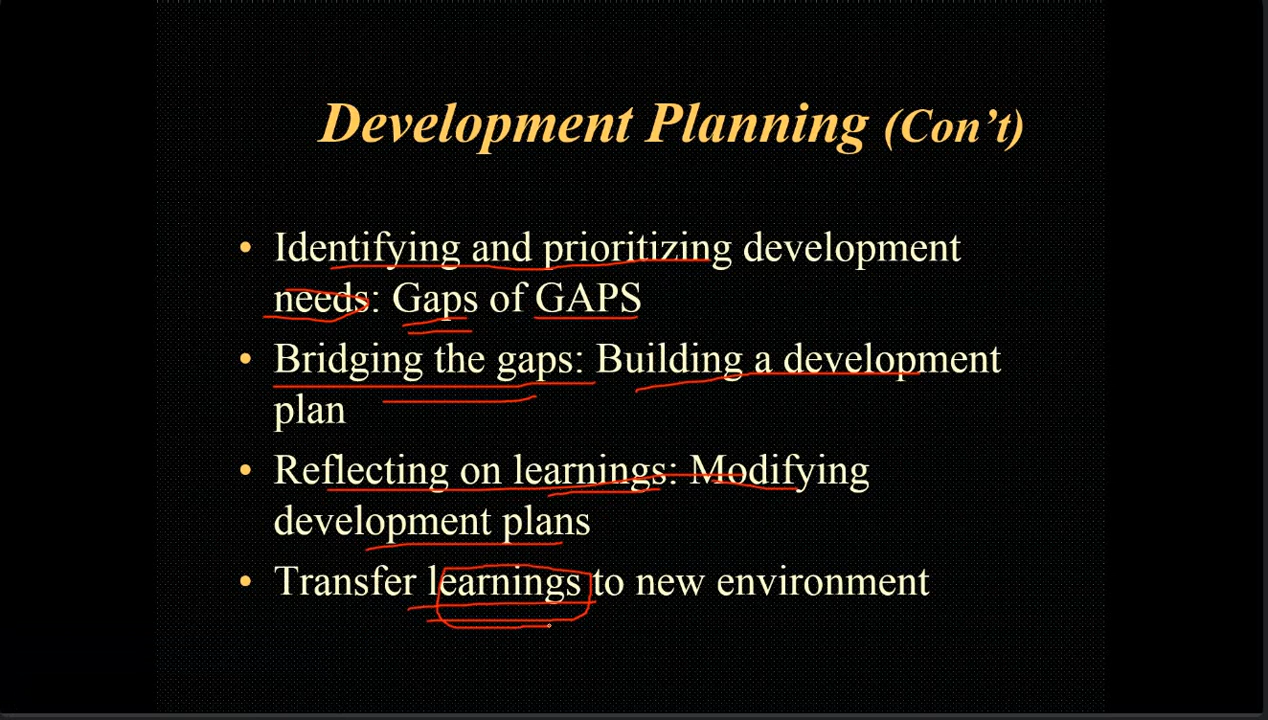 Development Planning (Con't)
• Identifying and prioritizing development
needs: Gaps of GAPS
• Bridging the gaps: Building a development
plan
• Reflecting on learnings: Modifying
development plans
• Transfer learnings to new environment